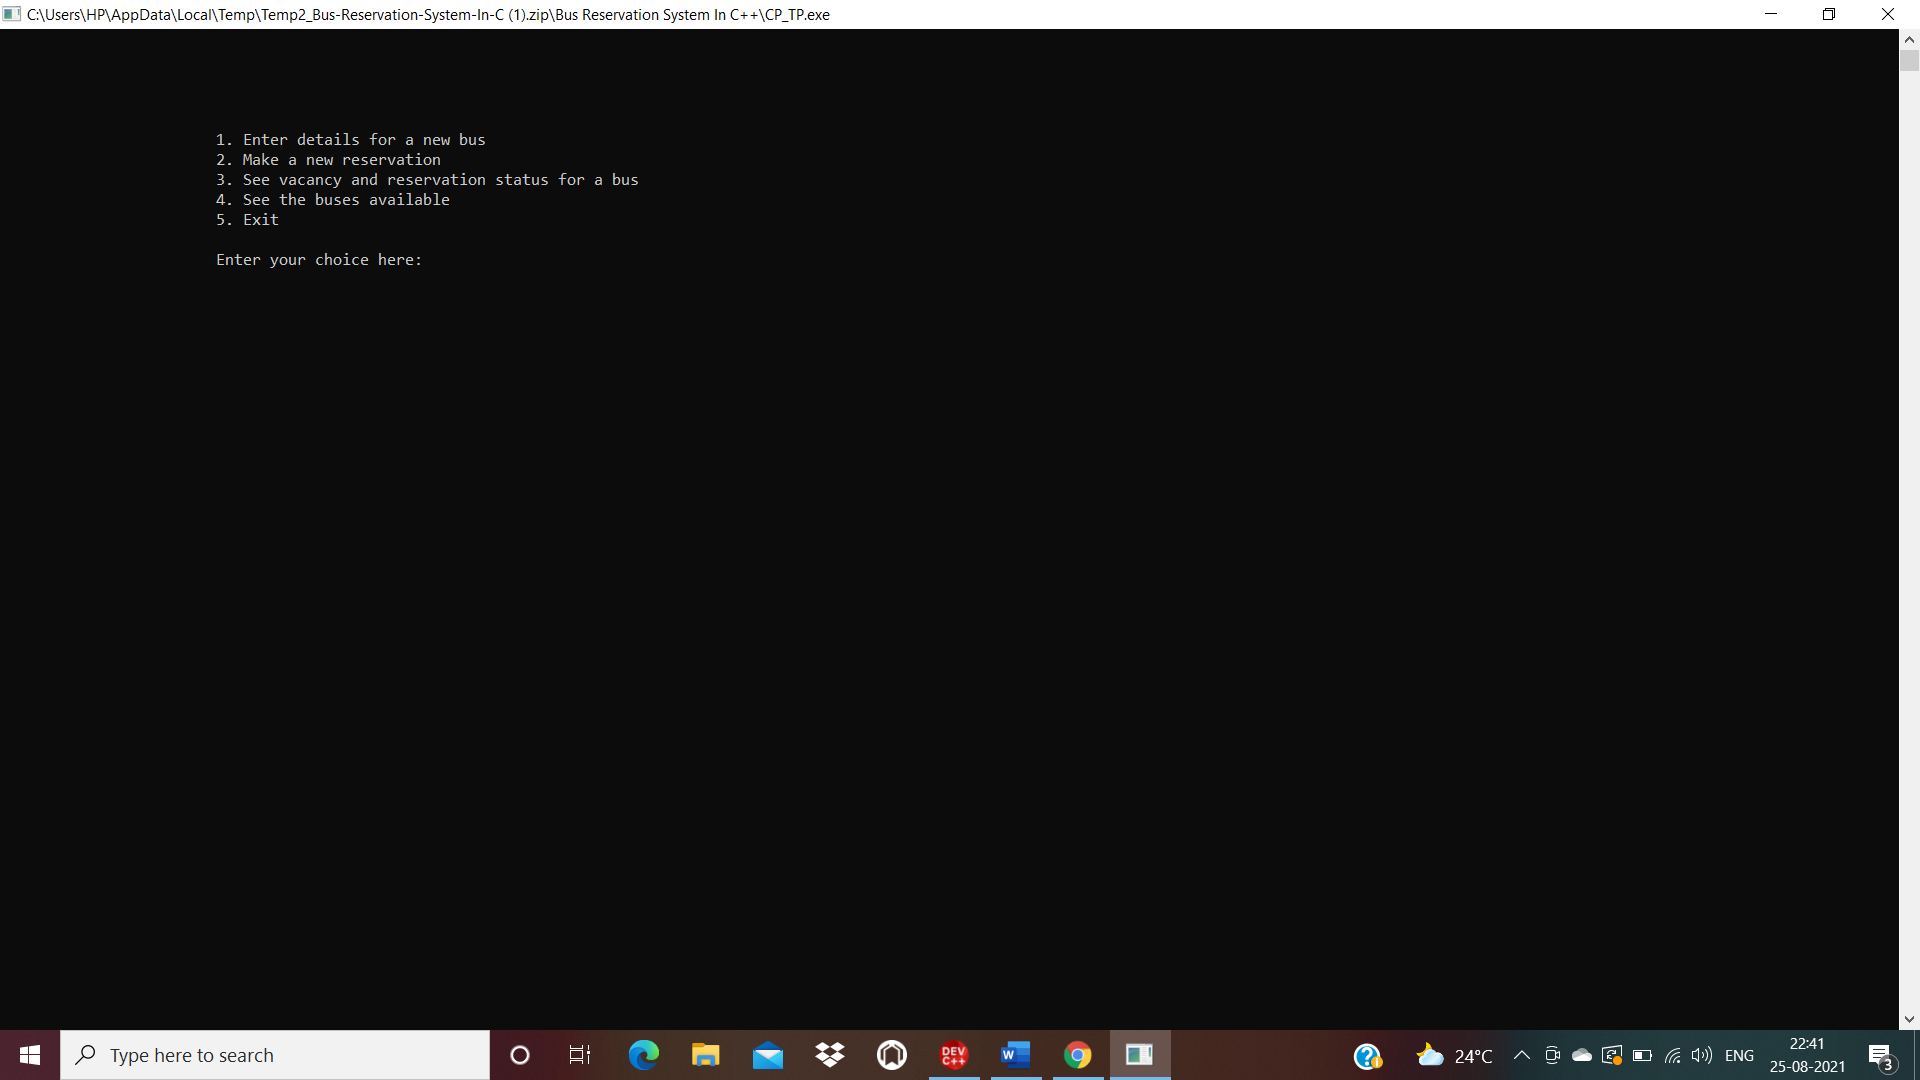 C:\Users\HP\AppData\Local\Temp\Temp2_Bus-Reservation-System-In-C (1).zip\Bus Reservation System In C++\CP_TP.exe
1. Enter details for a new bus
2. Make a new reservation
3. See vacancy and reservation status for a bus
4. See the buses available
5. Exit
Enter your choice here:
Type here to search
DEV
C++
W
24°C
ENG
22:41
25-08-2021
3